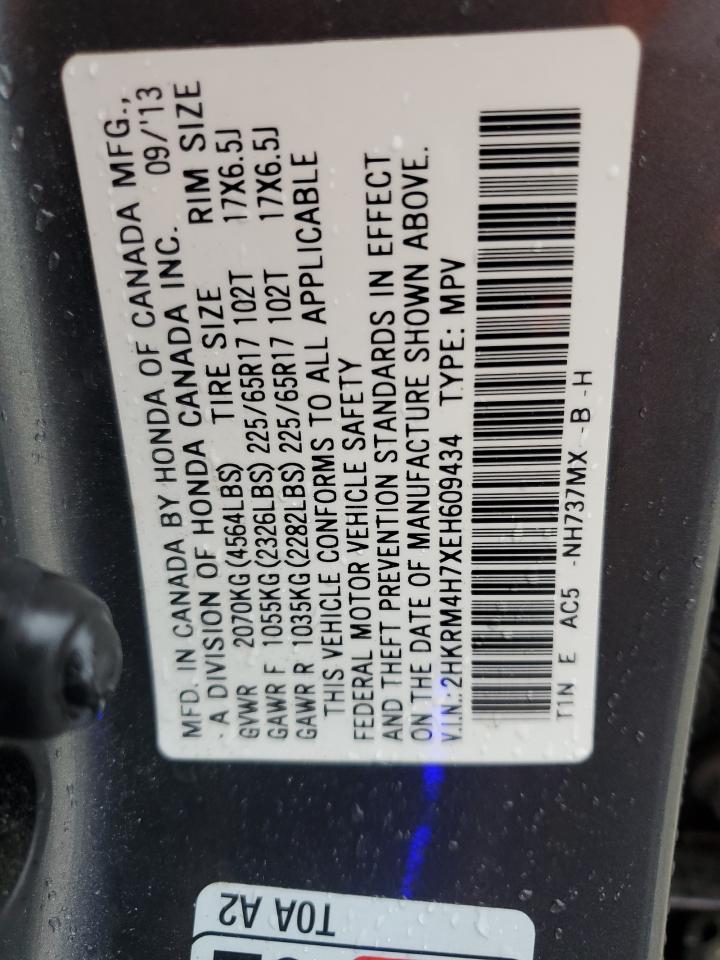 MFD. IN CANADA BY HONDA OF CANADA MFG.,
A DIVISION OF HONDA CANADA INC. 09/'13
GVWR 2070KG (4564LBS) TIRE SIZE RIM SIZE
GAWR F 1055KG (2326LBS) 225/65R17 102T 17X6.5J
GAWR R 1035KG (2282LBS) 225/65R17 102T 17X6.5J
THIS VEHICLE CONFORMS TO ALL APPLICABLE
FEDERAL MOTOR VEHICLE SAFETY
AND THEFT PREVENTION STANDARDS IN EFFECT
ON THE DATE OF MANUFACTURE SHOWN ABOVE.
V.I.N.: 2HKRM4H7XEH609434 TYPE: MPV
T1N E AC5 -NH737MX -B -H
T0A A2